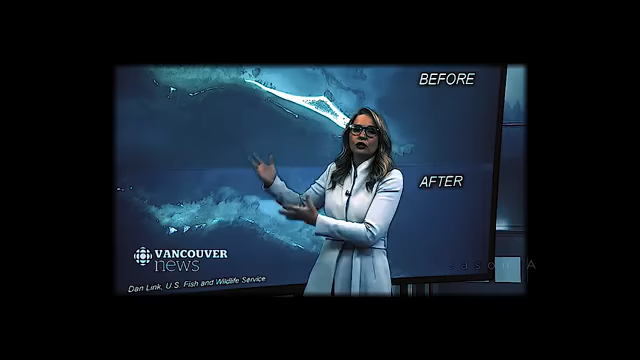 BEFORE
AFTER
VANCOUVER
news
Dan Link, U.S. Fish and Wildlife Service